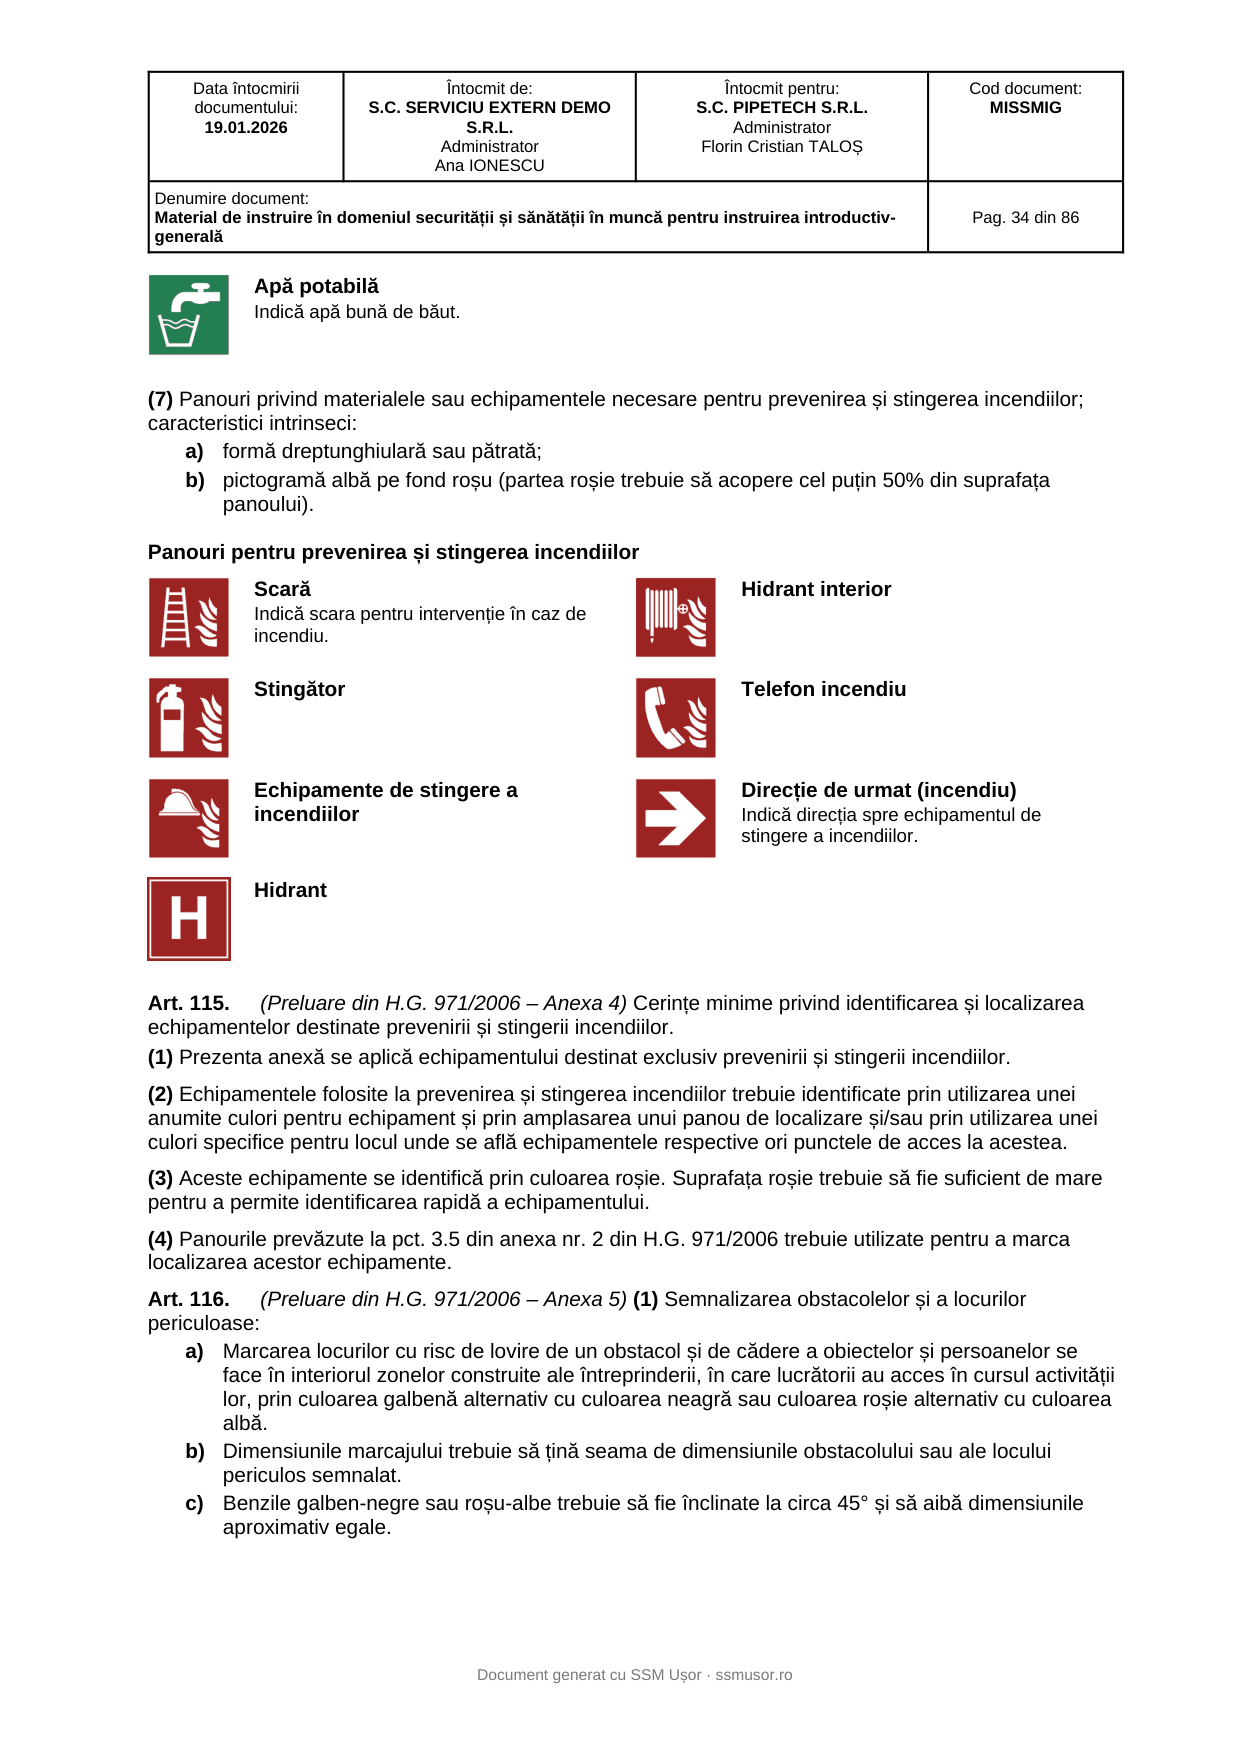 Data întocmirii
documentului:
19.01.2026
Întocmit de:
S.C. SERVICIU EXTERN DEMO
S.R.L.
Administrator
Ana IONESCU
Întocmit pentru:
S.C. PIPETECH S.R.L.
Administrator
Florin Cristian TALOȘ
Cod document:
MISSMIG
Denumire document:
Material de instruire în domeniul securității și sănătății în muncă pentru instruirea introductiv-
generală
Pag. 34 din 86
Apă potabilă
Indică apă bună de băut.
(7) Panouri privind materialele sau echipamentele necesare pentru prevenirea și stingerea incendiilor;
caracteristici intrinseci:
a) formă dreptunghiulară sau pătrată;
b) pictogramă albă pe fond roșu (partea roșie trebuie să acopere cel puțin 50% din suprafața
panoului).
Panouri pentru prevenirea și stingerea incendiilor
Scară
Indică scara pentru intervenție în caz de
incendiu.
Hidrant interior
Stingător
Telefon incendiu
Echipamente de stingere a
incendiilor
Direcție de urmat (incendiu)
Indică direcția spre echipamentul de
stingere a incendiilor.
H
Hidrant
Art. 115. (Preluare din H.G. 971/2006 – Anexa 4) Cerințe minime privind identificarea și localizarea
echipamentelor destinate prevenirii și stingerii incendiilor.
(1) Prezenta anexă se aplică echipamentului destinat exclusiv prevenirii și stingerii incendiilor.
(2) Echipamentele folosite la prevenirea și stingerea incendiilor trebuie identificate prin utilizarea unei
anumite culori pentru echipament și prin amplasarea unui panou de localizare și/sau prin utilizarea unei
culori specifice pentru locul unde se află echipamentele respective ori punctele de acces la acestea.
(3) Aceste echipamente se identifică prin culoarea roșie. Suprafața roșie trebuie să fie suficient de mare
pentru a permite identificarea rapidă a echipamentului.
(4) Panourile prevăzute la pct. 3.5 din anexa nr. 2 din H.G. 971/2006 trebuie utilizate pentru a marca
localizarea acestor echipamente.
Art. 116. (Preluare din H.G. 971/2006 – Anexa 5) (1) Semnalizarea obstacolelor și a locurilor
periculoase:
a) Marcarea locurilor cu risc de lovire de un obstacol și de cădere a obiectelor și persoanelor se
face în interiorul zonelor construite ale întreprinderii, în care lucrătorii au acces în cursul activității
lor, prin culoarea galbenă alternativ cu culoarea neagră sau culoarea roșie alternativ cu culoarea
albă.
b) Dimensiunile marcajului trebuie să țină seama de dimensiunile obstacolului sau ale locului
periculos semnalat.
c) Benzile galben-negre sau roșu-albe trebuie să fie înclinate la circa 45° și să aibă dimensiunile
aproximativ egale.
Document generat cu SSM Ușor · ssmusor.ro